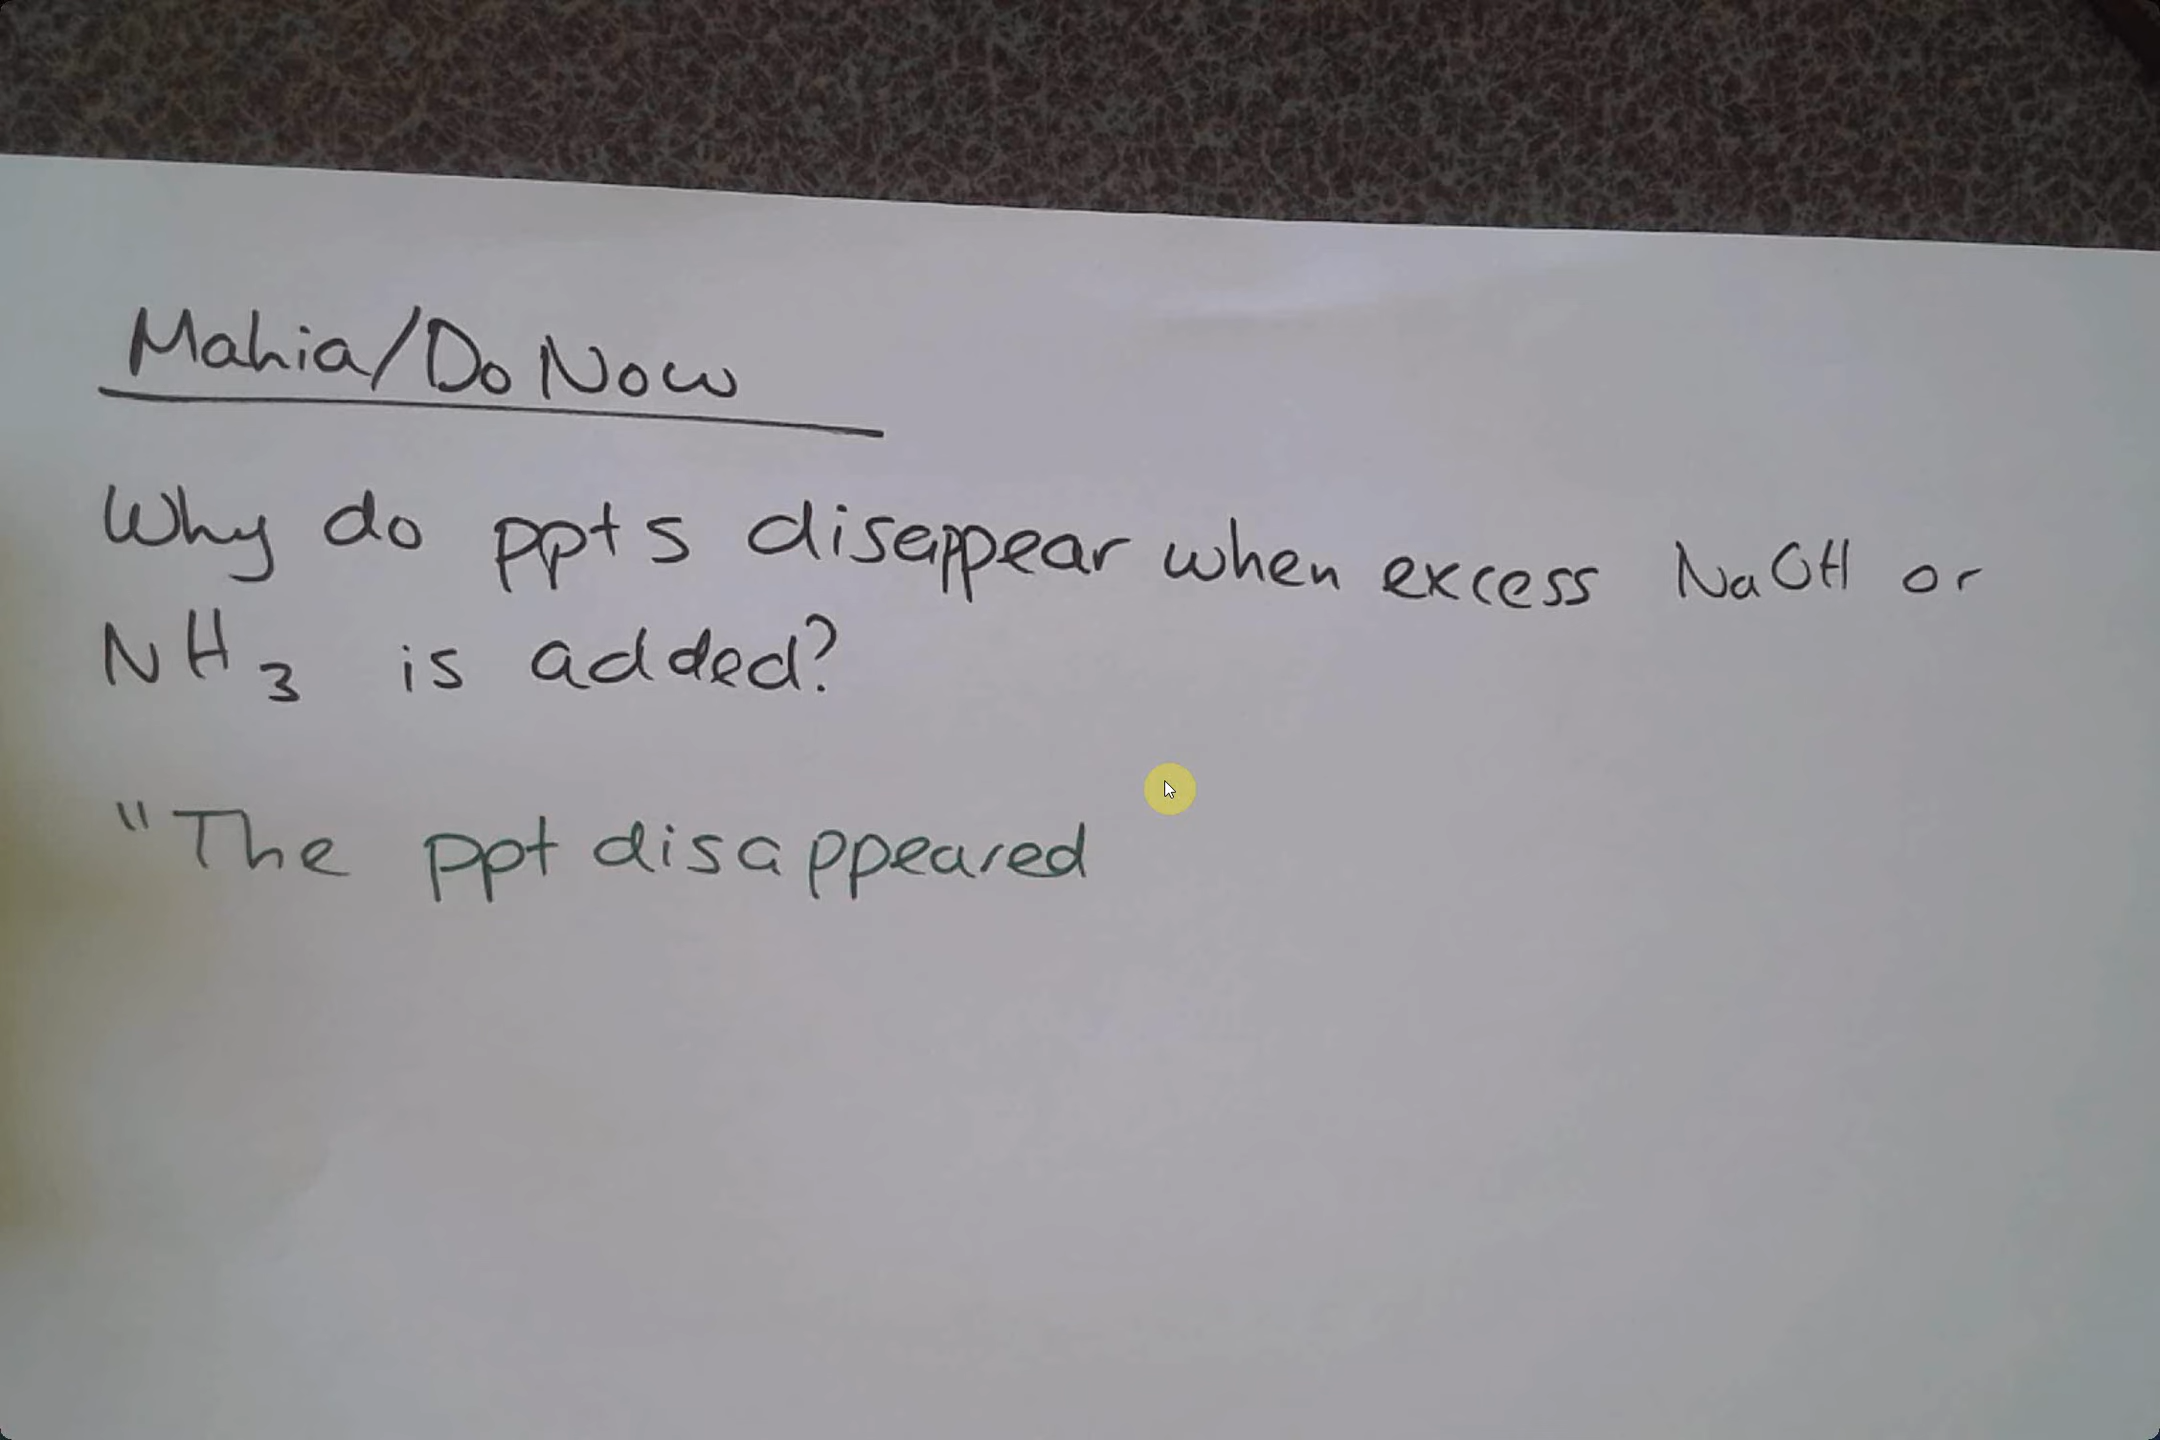 Mahia/Do Now
Why do ppts disappear when excess NaOH or
NH3 is added?
"The ppt disappeared